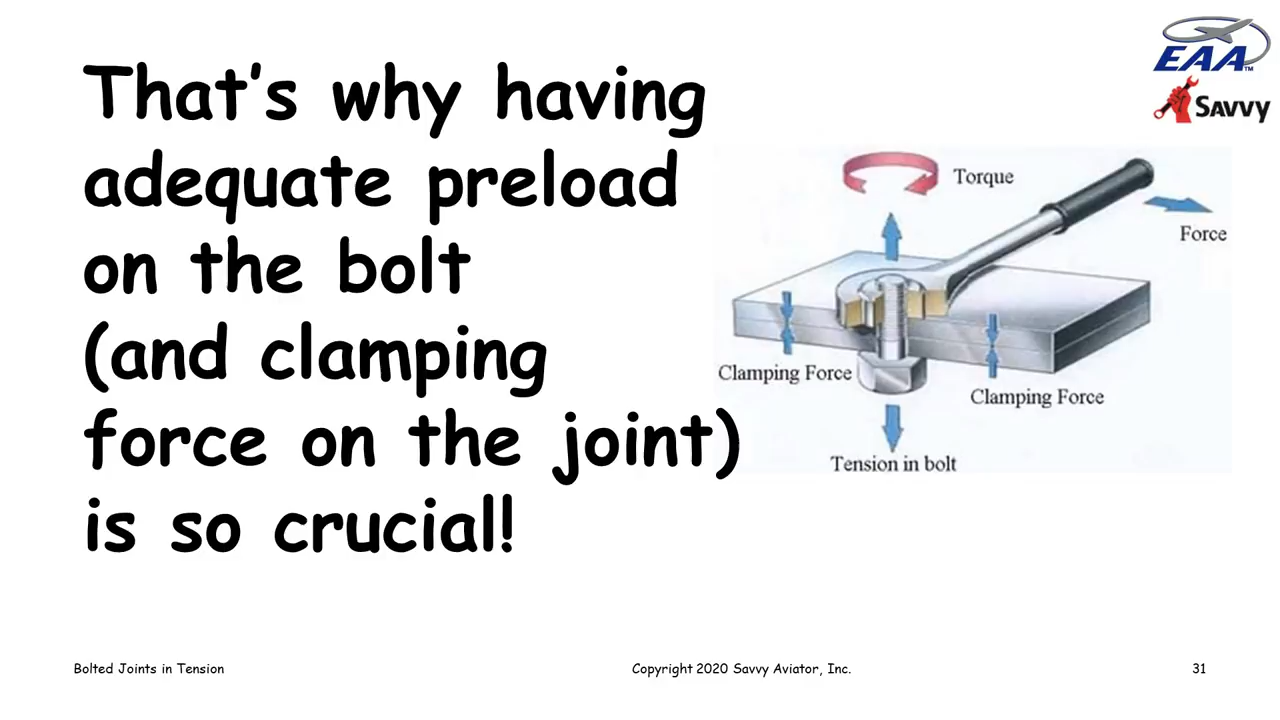 That's why having
adequate preload
on the bolt
(and clamping
force on the joint)
is so crucial!
EAA™
SAVVY
Torque
Force
Clamping Force
Clamping Force
Tension in bolt
Bolted Joints in Tension
Copyright 2020 Savvy Aviator, Inc.
31